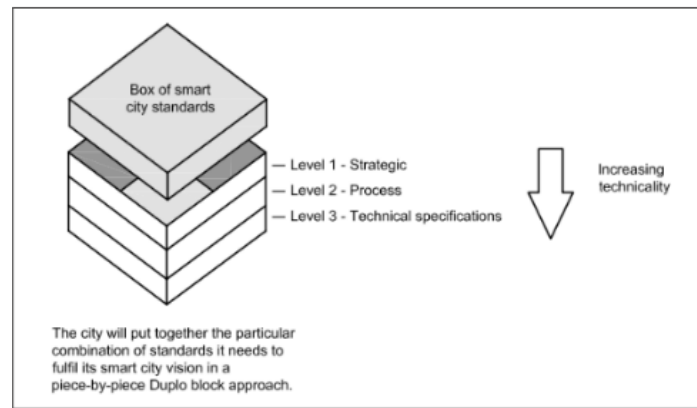 Box of smart
city standards
Level 1 - Strategic
Level 2 - Process
Level 3 - Technical specifications
Increasing
technicality
The city will put together the particular
combination of standards it needs to
fulfil its smart city vision in a
piece-by-piece Duplo block approach.